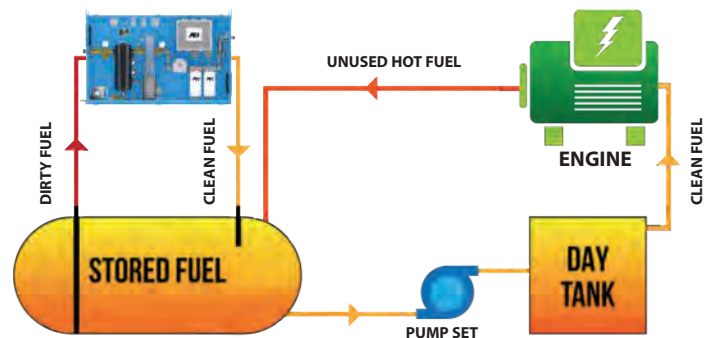 UNUSED HOT FUEL
DIRTY FUEL
CLEAN FUEL
ENGINE
CLEAN FUEL
STORED FUEL
DAY
TANK
PUMP SET